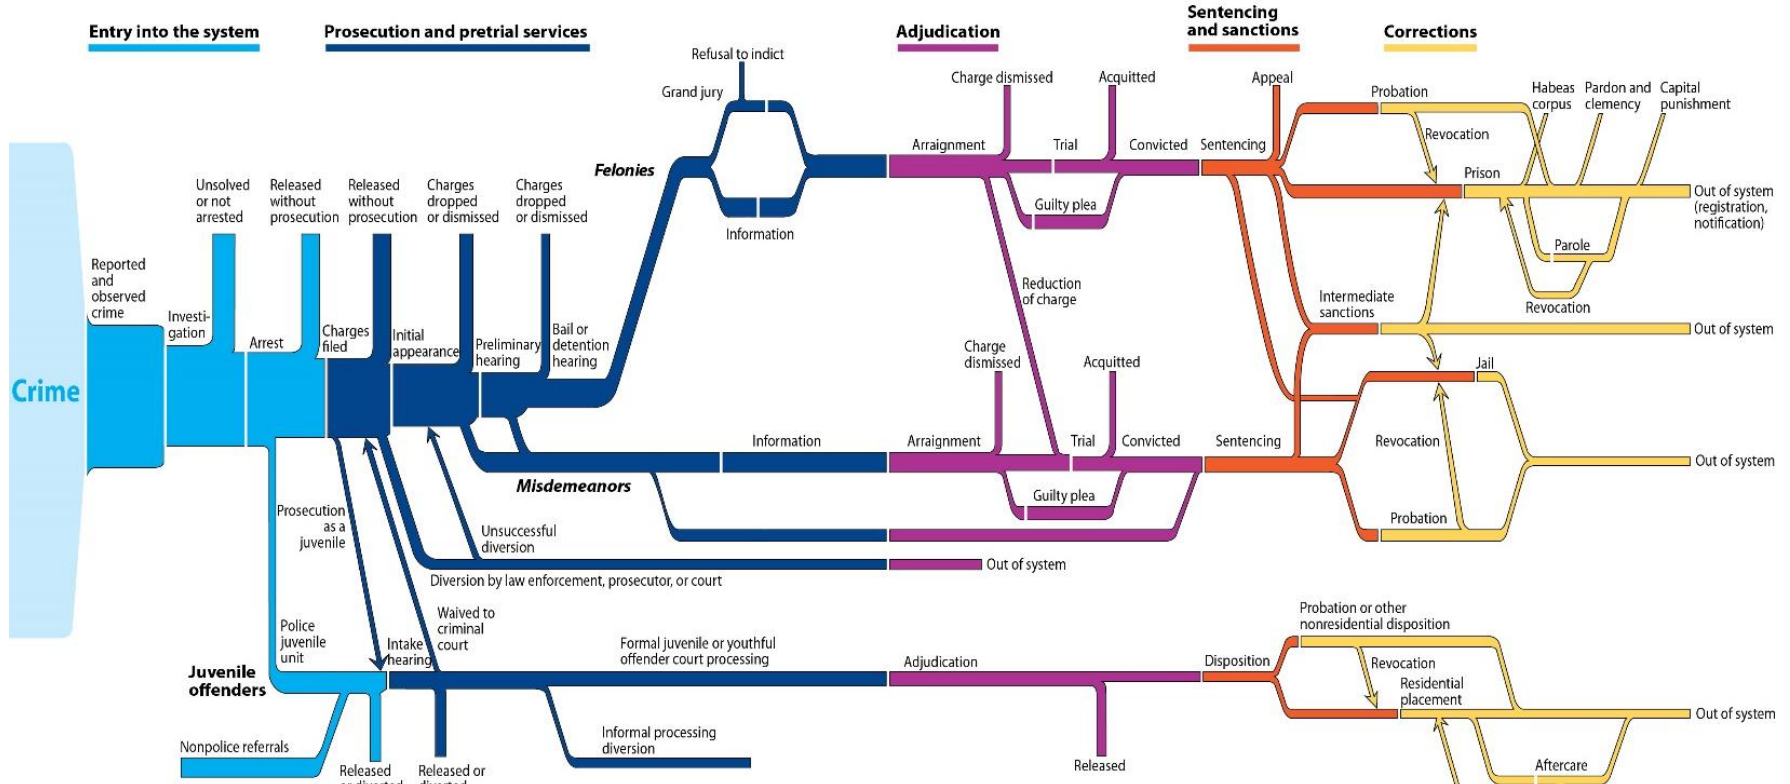 Entry into the system
Prosecution and pretrial services
Adjudication
Sentencing
and sanctions
Corrections
Crime
Reported
and
observed
crime
Investi-
gation
Unsolved
or not
arrested
Arrest
Released
without
prosecution
Charges
filed
Released
without
prosecution
Initial
appearance
Charges
dropped
or dismissed
Preliminary
hearing
Charges
dropped
or dismissed
Bail or
detention
hearing
Felonies
Grand jury
Refusal to indict
Information
Arraignment
Charge dismissed
Trial
Acquitted
Guilty plea
Convicted
Reduction
of charge
Sentencing
Appeal
Probation
Revocation
Prison
Habeas
corpus
Pardon and
clemency
Capital
punishment
Out of system
(registration,
notification)
Parole
Revocation
Intermediate
sanctions
Out of system
Misdemeanors
Information
Arraignment
Charge
dismissed
Trial
Acquitted
Guilty plea
Convicted
Sentencing
Jail
Revocation
Probation
Out of system
Unsuccessful
diversion
Diversion by law enforcement, prosecutor, or court
Out of system
Prosecution
as a
juvenile
Waived to
criminal
court
Police
juvenile
unit
Juvenile
offenders
Nonpolice referrals
Intake
hearing
Released
or diverted
Released or
diverted
Formal juvenile or youthful
offender court processing
Informal processing
diversion
Adjudication
Released
Disposition
Probation or other
nonresidential disposition
Revocation
Residential
placement
Out of system
Aftercare